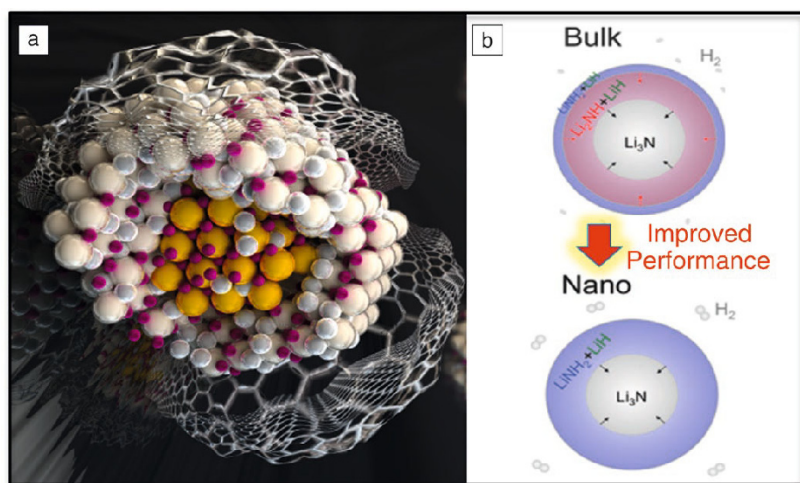 a
b
Bulk
H₂
LiNH₂+LiH
Li₂NH+LiH
Li₃N
Improved
Performance
Nano
H₂
LiNH₂+LiH
Li₃N